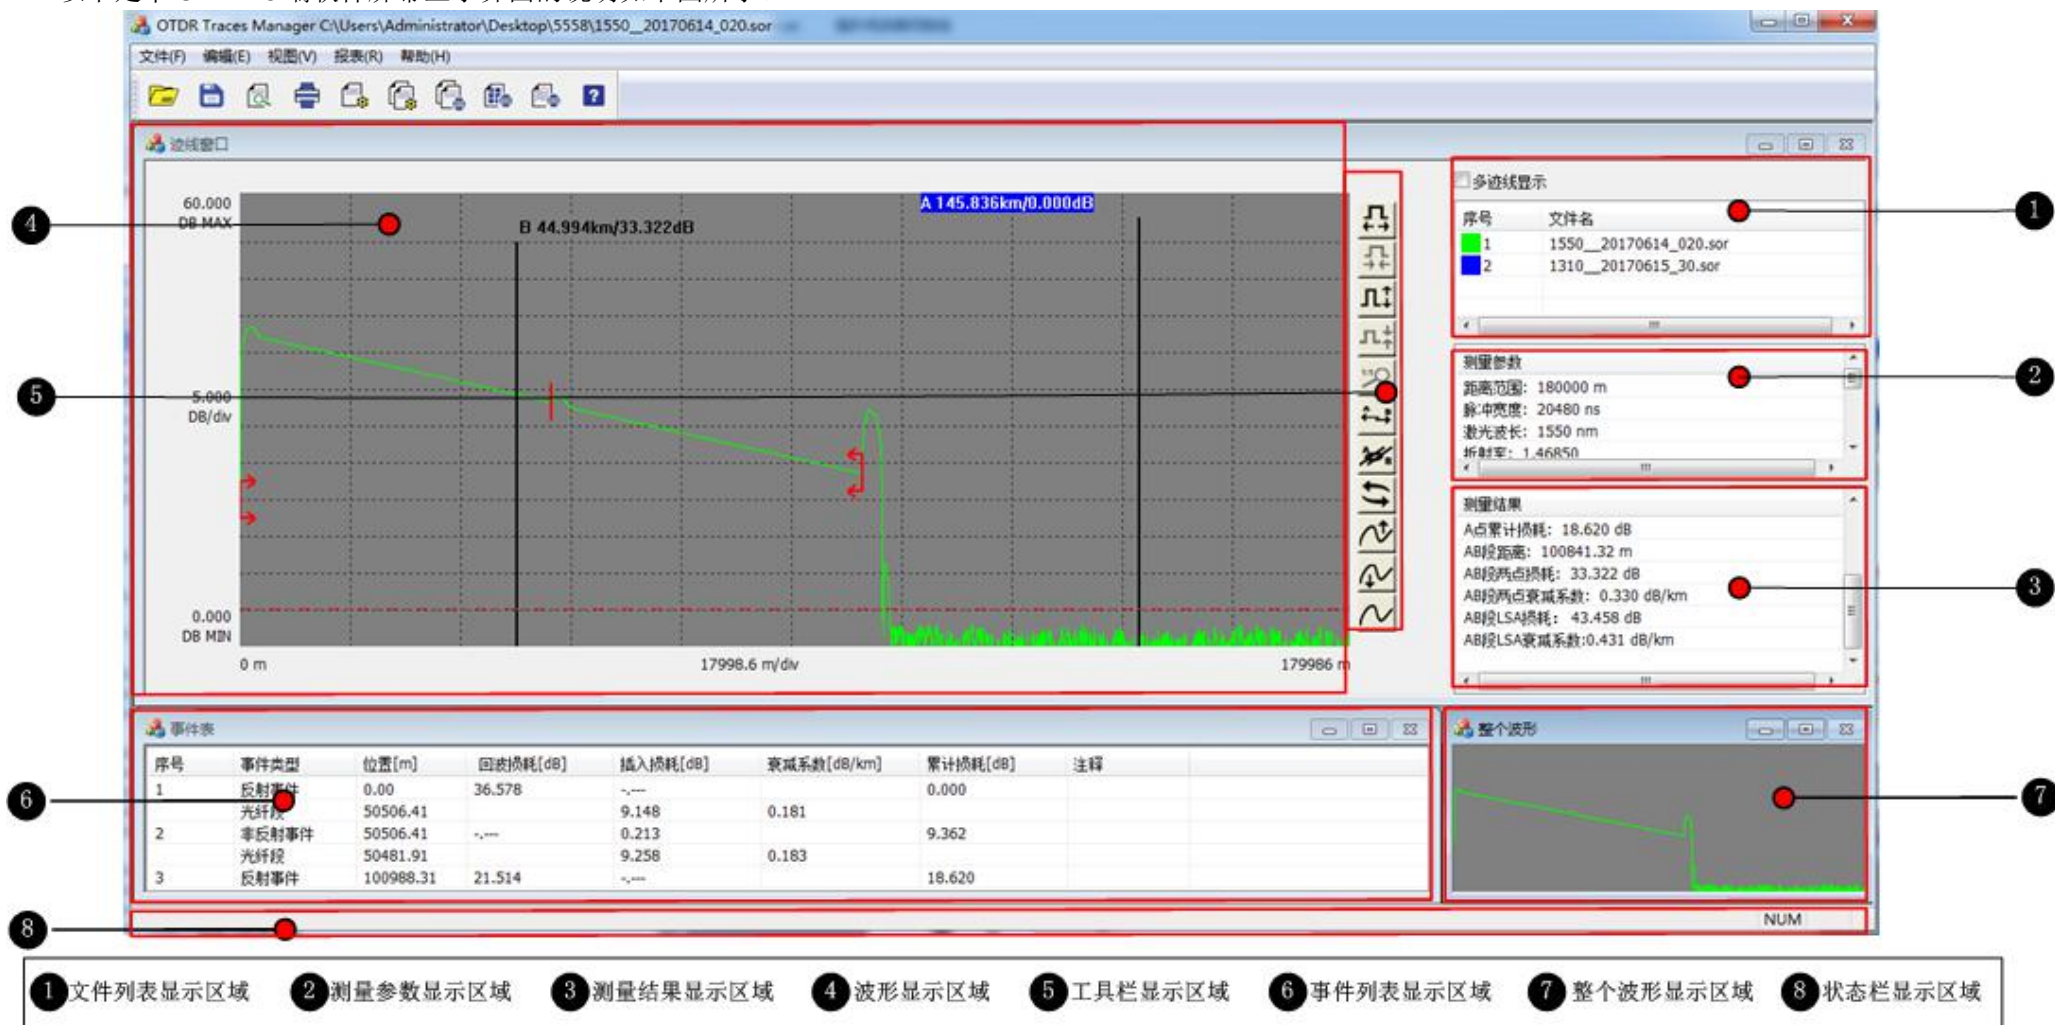 OTDR Traces Manager C:\Users\Administrator\Desktop\5558\1550__20170614_020.sor
文件(F) 编辑(E) 视图(V) 报表(R) 帮助(H)
迹线窗口
60.000
DB MAX
A 145.836km/0.000dB
B 44.994km/33.322dB
5.000
DB/div
0.000
DB MIN
0 m
17998.6 m/div
179986 m
多迹线显示
序号 文件名
1 1550__20170614_020.sor
2 1310__20170615_30.sor
测量参数
距离范围: 180000 m
脉冲宽度: 20480 ns
激光波长: 1550 nm
折射率: 1.46850
测量结果
A点累计损耗: 18.620 dB
AB段距离: 100841.32 m
AB段两点损耗: 33.322 dB
AB段两点衰减系数: 0.330 dB/km
AB段LSA损耗: 43.458 dB
AB段LSA衰减系数:0.431 dB/km
事件表
序号 事件类型 位置[m] 回波损耗[dB] 插入损耗[dB] 衰减系数[dB/km] 累计损耗[dB] 注释
1 反射事件 0.00 36.578 -.--- 0.000
光纤段 50506.41 9.148 0.181
2 非反射事件 50506.41 -.--- 0.213 9.362
光纤段 50481.91 9.258 0.183
3 反射事件 100988.31 21.514 -.--- 18.620
整个波形
NUM
4
5
6
8
1
2
3
7
1 文件列表显示区域 2 测量参数显示区域 3 测量结果显示区域 4 波形显示区域 5 工具栏显示区域 6 事件列表显示区域 7 整个波形显示区域 8 状态栏显示区域